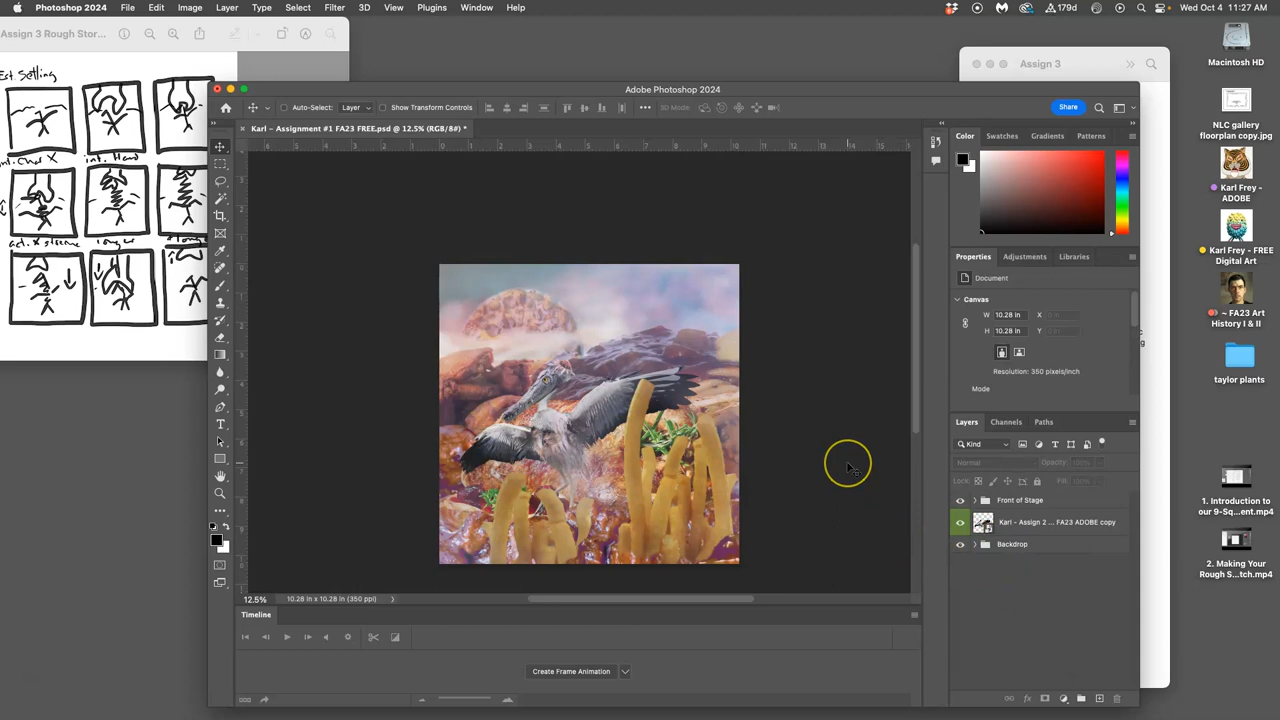 Photoshop 2024 File Edit Image Layer Type Select Filter 3D View Plugins Window Help 179d Wed Oct 4 11:27 AM
Assign 3 Rough Stor...
Assign 3
Adobe Photoshop 2024
Auto-Select: Layer Show Transform Controls 3D Mode: Share
Karl – Assignment #1 FA23 FREE.psd @ 12.5% (RGB/8#) *
Color Swatches Gradients Patterns
Properties Adjustments Libraries
Document
Canvas
W 10.28 in X
H 10.28 in Y
Resolution: 350 pixels/inch
Mode
Layers Channels Paths
Kind
Normal Opacity: 100%
Lock: Fill: 100%
Front of Stage
Karl - Assign 2 ... FA23 ADOBE copy
Backdrop
12.5% 10.28 in x 10.28 in (350 ppi)
Timeline
Create Frame Animation
Macintosh HD
NLC gallery
floorplan copy.jpg
Karl Frey -
ADOBE
Karl Frey - FREE
Digital Art
~ FA23 Art
History I & II
taylor plants
1. Introduction to
our 9-Sq...ent.mp4
2. Making Your
Rough S...tch.mp4